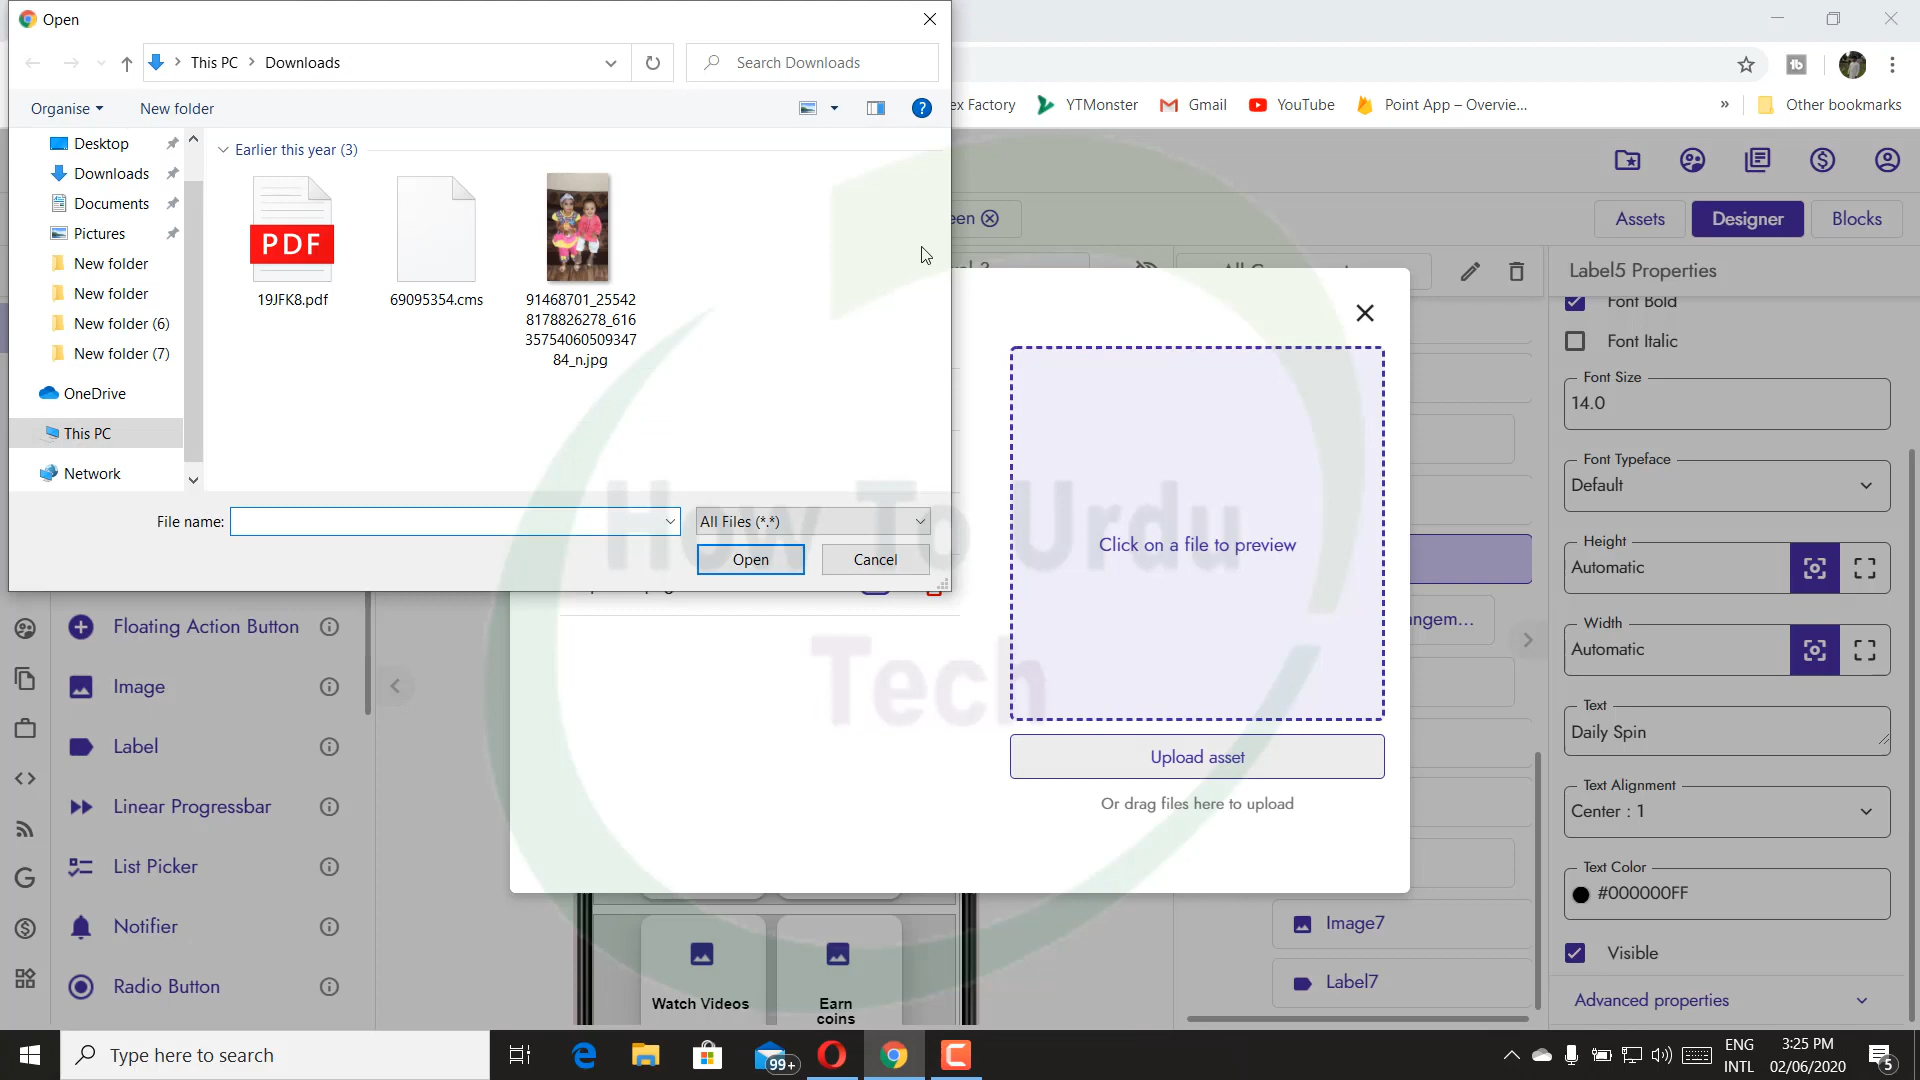 Open
This PC
Downloads
Search Downloads
Organise
New folder
Desktop
Downloads
Documents
Pictures
New folder
New folder
New folder (6)
New folder (7)
OneDrive
This PC
Network
Earlier this year (3)
PDF
19JFK8.pdf
69095354.cms
91468701_25542
8178826278_616
35754060509347
84_n.jpg
File name:
All Files (*.*)
Open
Cancel
ex Factory
YTMonster
Gmail
YouTube
Point App – Overvie...
»
Other bookmarks
een
Assets
Designer
Blocks
Label5 Properties
Font Bold
Font Italic
Font Size
14.0
Font Typeface
Default
Height
Automatic
Width
Automatic
Text
Daily Spin
Text Alignment
Center : 1
Text Color
#000000FF
Visible
Advanced properties
Click on a file to preview
Upload asset
Or drag files here to upload
How To Urdu
Tech
angem...
Image7
Label7
Floating Action Button
Image
Label
Linear Progressbar
List Picker
Notifier
Radio Button
Watch Videos
Earn
coins
Type here to search
99+
ENG
INTL
3:25 PM
02/06/2020
5